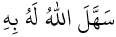 سَهَّلَ اللهُ لَهُ بِهِ